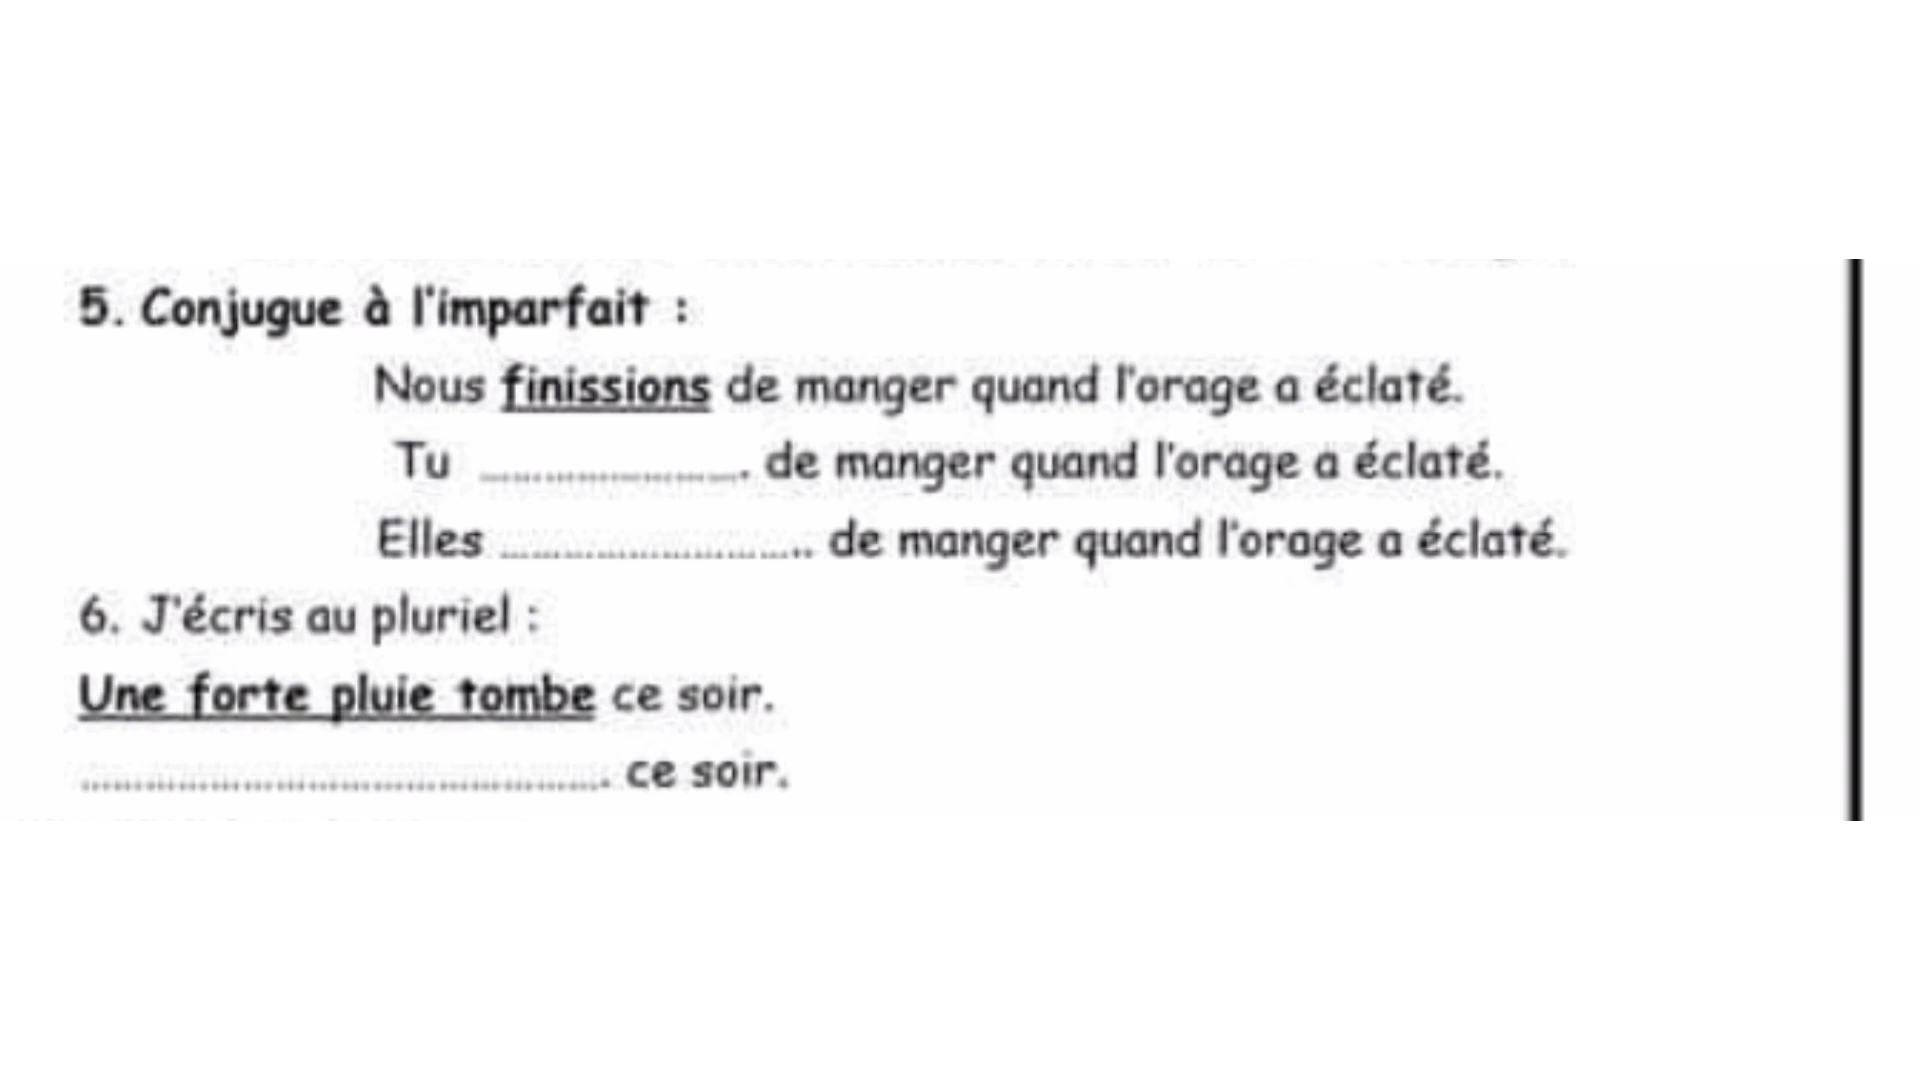 5. Conjugue à l'imparfait :
Nous finissions de manger quand l'orage a éclaté.
Tu ........................ de manger quand l'orage a éclaté.
Elles ............................ de manger quand l'orage a éclaté.
6. J'écris au pluriel :
Une forte pluie tombe ce soir.
................................................ ce soir.